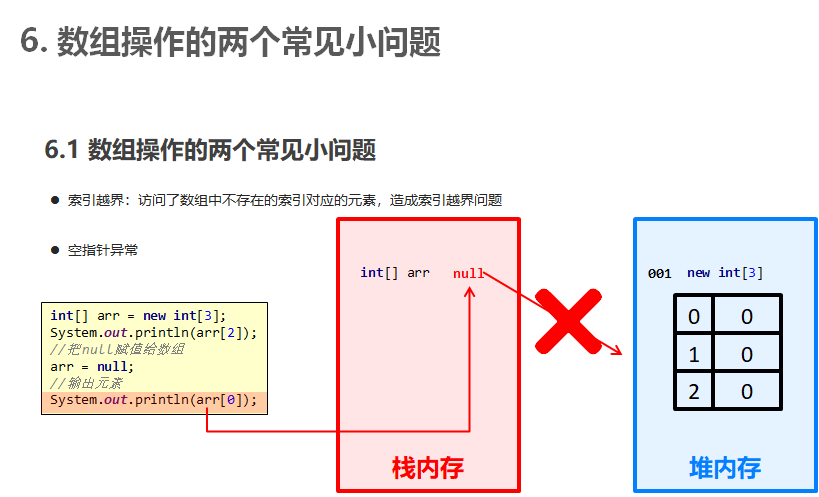 6. 数组操作的两个常见小问题
6.1 数组操作的两个常见小问题
● 索引越界：访问了数组中不存在的索引对应的元素，造成索引越界问题
● 空指针异常
int[] arr = new int[3];
System.out.println(arr[2]);
//把null赋值给数组
arr = null;
//输出元素
System.out.println(arr[0]);
int[] arr null
栈内存
001 new int[3]
0 0
1 0
2 0
堆内存